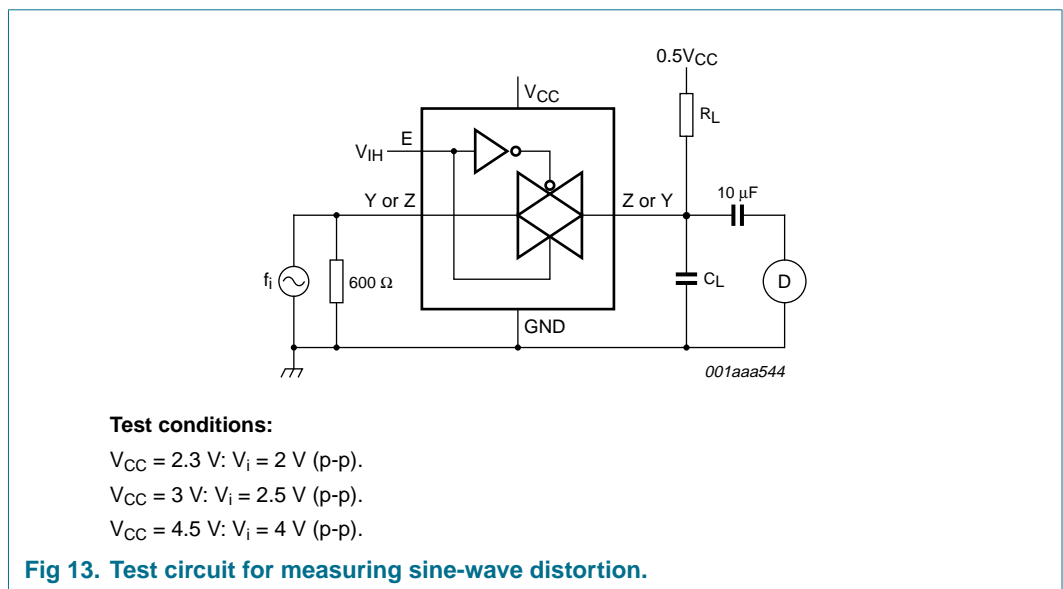 0.5VCC
VCC
RL
E
VIH
Y or Z
Z or Y
10 μF
fi
600 Ω
CL
D
GND
001aaa544
Test conditions:
VCC = 2.3 V: Vi = 2 V (p-p).
VCC = 3 V: Vi = 2.5 V (p-p).
VCC = 4.5 V: Vi = 4 V (p-p).
Fig 13. Test circuit for measuring sine-wave distortion.